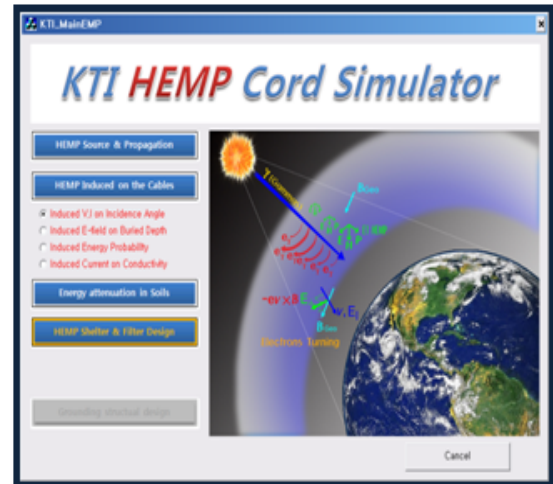 KTI_MainEMP
KTI HEMP Cord Simulator
HEMP Source & Propagation
HEMP Induced on the Cables
Induced V,I on Incidence Angle
Induced E-field on Buried Depth
Induced Energy Probability
Induced Current on Conductivity
Energy attenuation in Soils
HEMP Shelter & Filter Design
Grounding structual design
γ(Gamma)
HEMP
Electrons Turning
Cancel